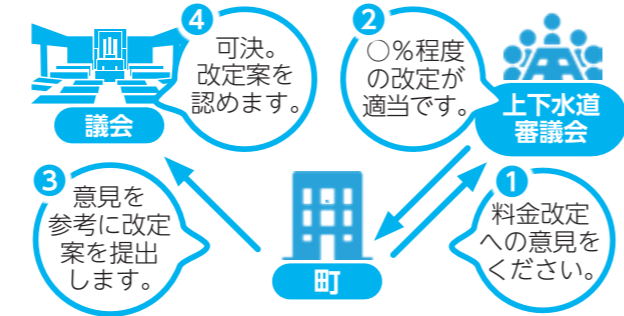 ④
可決。
改定案を
認めます。
議会
②
○％程度
の改定が
適当です。
上下水道
審議会
③
意見を
参考に改定
案を提出
します。
町
①
料金改定
への意見を
ください。